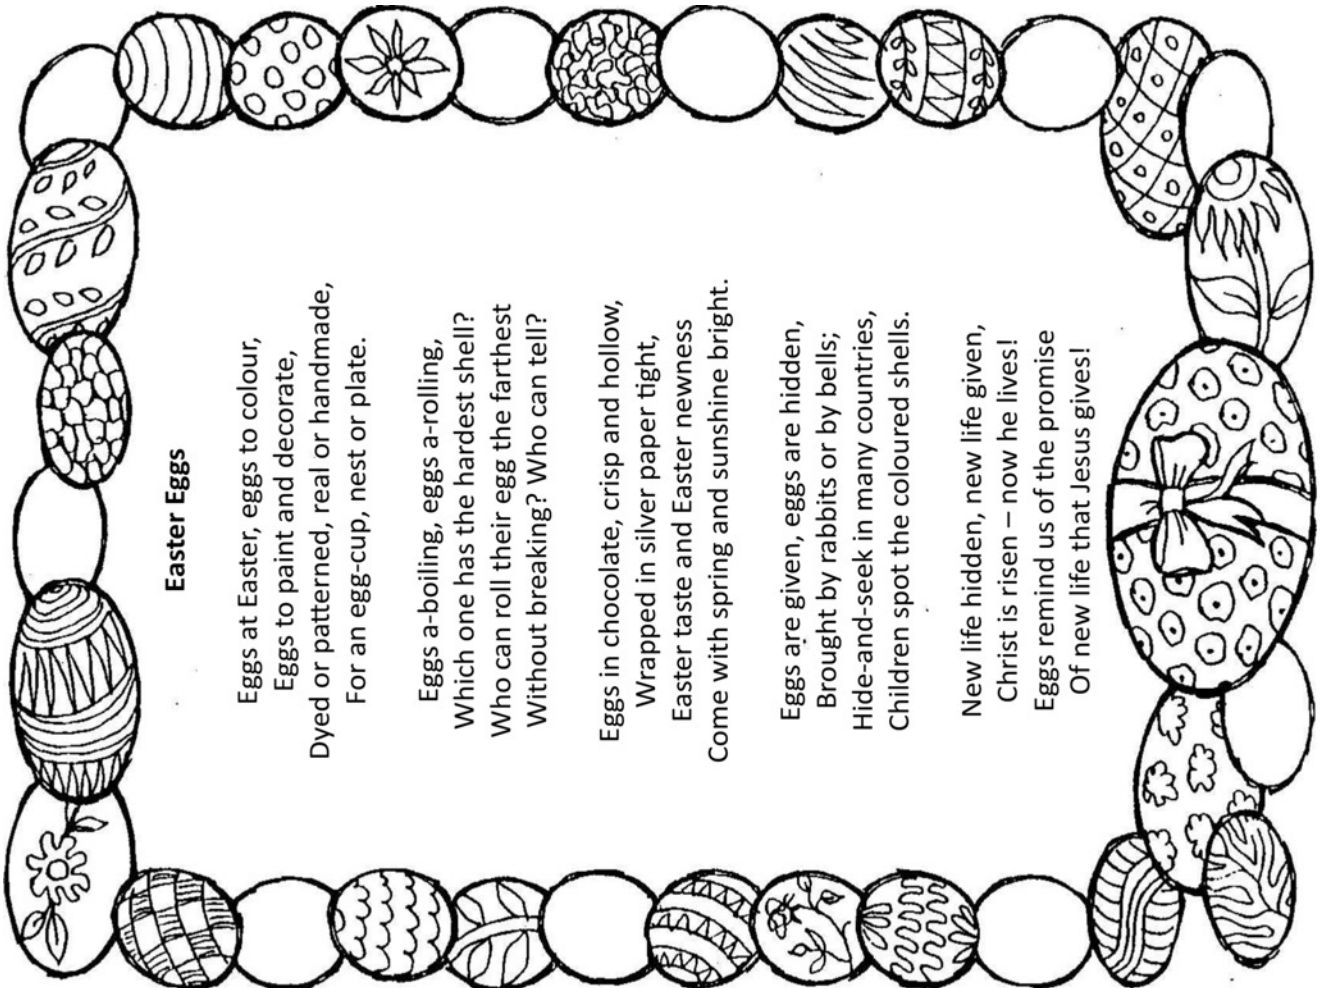 Easter Eggs
Eggs at Easter, eggs to colour,
Eggs to paint and decorate,
Dyed or patterned, real or handmade,
For an egg-cup, nest or plate.
Eggs a-boiling, eggs a-rolling,
Which one has the hardest shell?
Who can roll their egg the farthest
Without breaking? Who can tell?
Eggs in chocolate, crisp and hollow,
Wrapped in silver paper tight,
Easter taste and Easter newness
Come with spring and sunshine bright.
Eggs are given, eggs are hidden,
Brought by rabbits or by bells;
Hide-and-seek in many countries,
Children spot the coloured shells.
New life hidden, new life given,
Christ is risen – now he lives!
Eggs remind us of the promise
Of new life that Jesus gives!